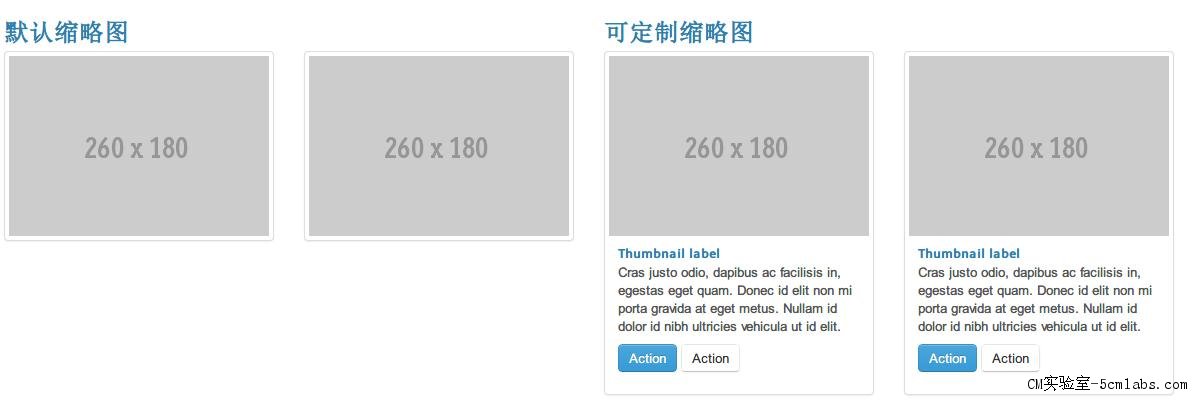 默认缩略图
260 x 180
260 x 180
可定制缩略图
260 x 180
Thumbnail label
Cras justo odio, dapibus ac facilisis in,
egestas eget quam. Donec id elit non mi
porta gravida at eget metus. Nullam id
dolor id nibh ultricies vehicula ut id elit.
Action
Action
260 x 180
Thumbnail label
Cras justo odio, dapibus ac facilisis in,
egestas eget quam. Donec id elit non mi
porta gravida at eget metus. Nullam id
dolor id nibh ultricies vehicula ut id elit.
Action
Action
CM实验室-5cmlabs.com